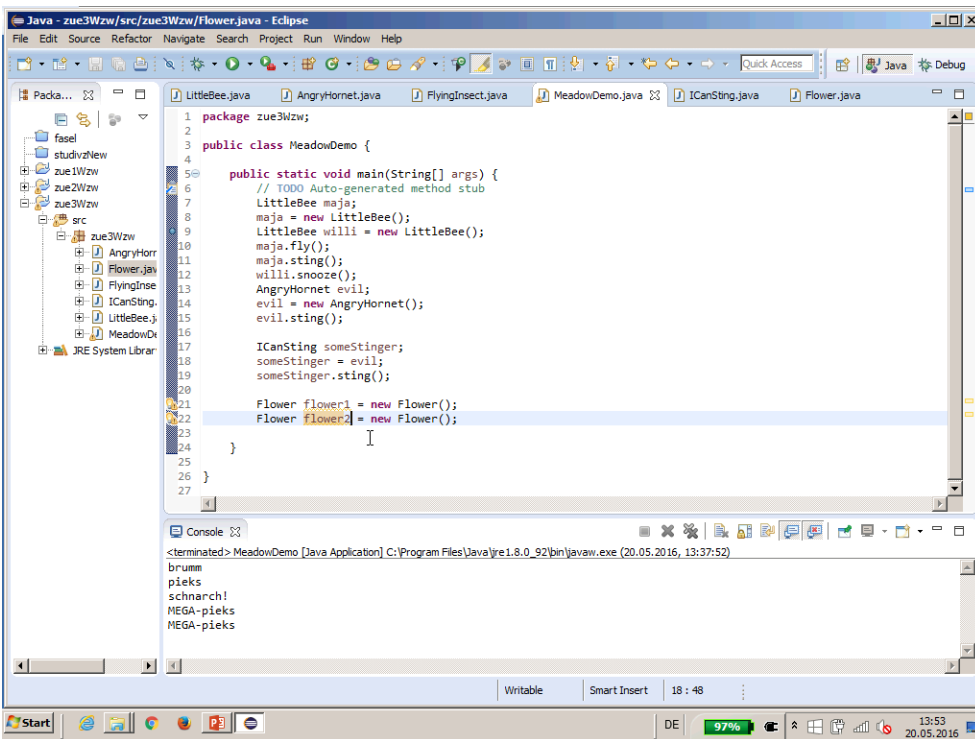 Java - zue3Wzw/src/zue3Wzw/Flower.java - Eclipse
File Edit Source Refactor Navigate Search Project Run Window Help
Quick Access
Java
Debug
Packa...
LittleBee.java
AngryHornet.java
FlyingInsect.java
MeadowDemo.java
ICanSting.java
Flower.java
fasel
studivzNew
zue1Wzw
zue2Wzw
zue3Wzw
src
zue3Wzw
AngryHorr
Flower.jav
FlyingInse
ICanSting.
LittleBee.j
MeadowDe
JRE System Librar
1 package zue3Wzw;
2
3 public class MeadowDemo {
4
5 public static void main(String[] args) {
6 // TODO Auto-generated method stub
7 LittleBee maja;
8 maja = new LittleBee();
9 LittleBee willi = new LittleBee();
10 maja.fly();
11 maja.sting();
12 willi.snooze();
13 AngryHornet evil;
14 evil = new AngryHornet();
15 evil.sting();
16
17 ICanSting someStinger;
18 someStinger = evil;
19 someStinger.sting();
20
21 Flower flower1 = new Flower();
22 Flower flower2 = new Flower();
23
24 }
25
26 }
27
Console
<terminated> MeadowDemo [Java Application] C:\Program Files\Java\jre1.8.0_92\bin\javaw.exe (20.05.2016, 13:37:52)
brumm
pieks
schnarch!
MEGA-pieks
MEGA-pieks
Writable
Smart Insert
18 : 48
Start
DE
97%
13:53
20.05.2016